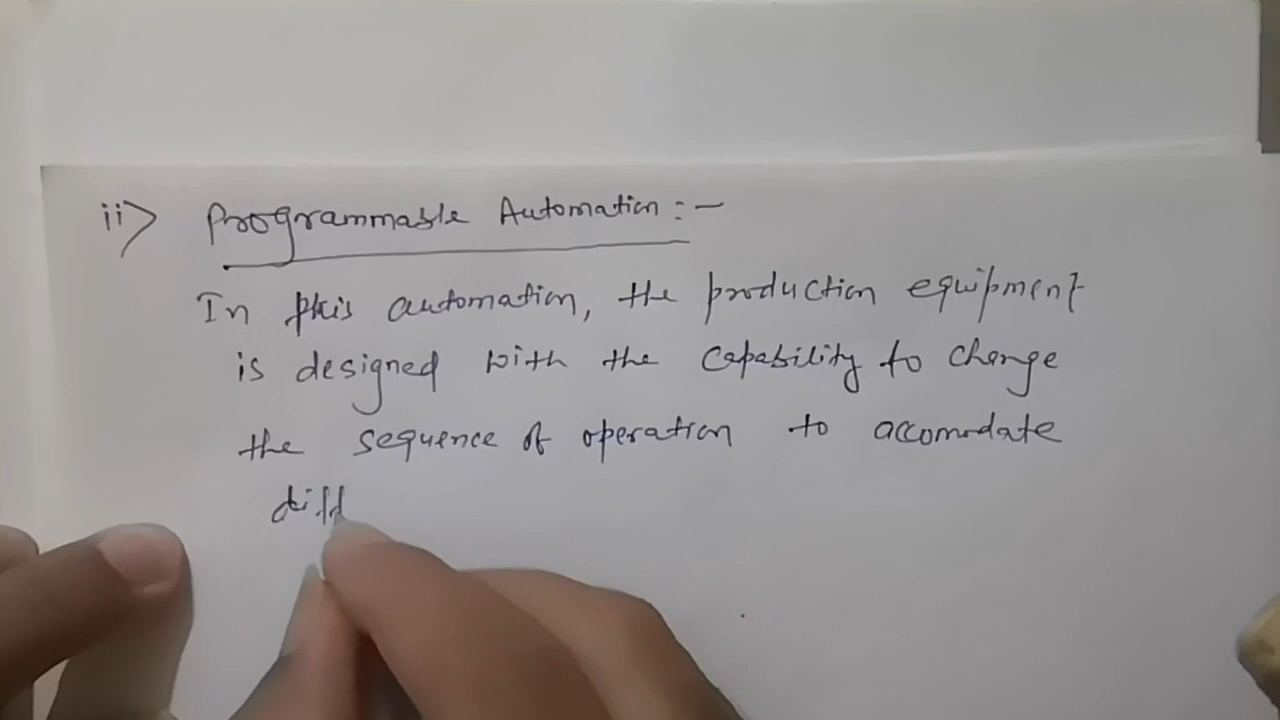 ii> Programmable Automation :-
In this automation, the production equipment
is designed with the capability to change
the sequence of operation to accomodate
diff